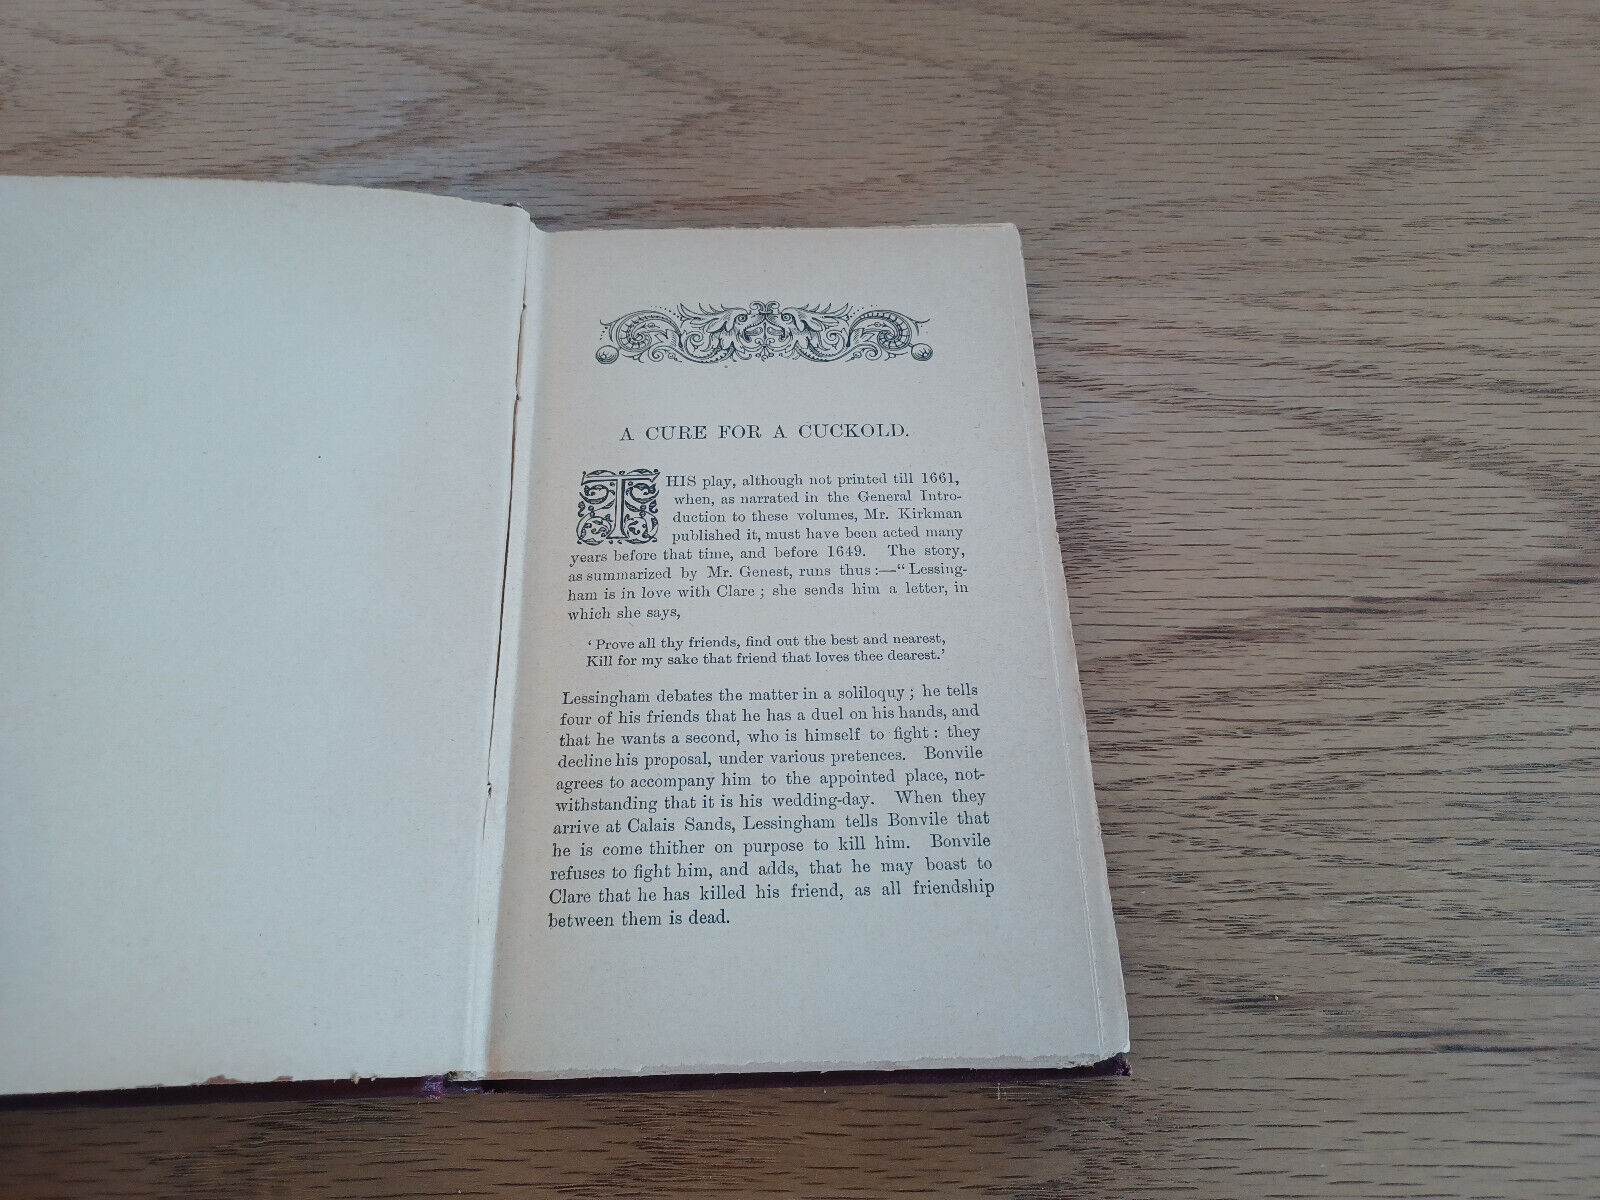 A CURE FOR A CUCKOLD.
THIS play, although not printed till 1661,
when, as narrated in the General Intro-
duction to these volumes, Mr. Kirkman
published it, must have been acted many
years before that time, and before 1649. The story,
as summarized by Mr. Genest, runs thus:—“Lessing-
ham is in love with Clare; she sends him a letter, in
which she says,
‘Prove all thy friends, find out the best and nearest,
Kill for my sake that friend that loves thee dearest.’
Lessingham debates the matter in a soliloquy; he tells
four of his friends that he has a duel on his hands, and
that he wants a second, who is himself to fight: they
decline his proposal, under various pretences. Bonvile
agrees to accompany him to the appointed place, not-
withstanding that it is his wedding-day. When they
arrive at Calais Sands, Lessingham tells Bonvile that
he is come thither on purpose to kill him. Bonvile
refuses to fight him, and adds, that he may boast to
Clare that he has killed his friend, as all friendship
between them is dead.